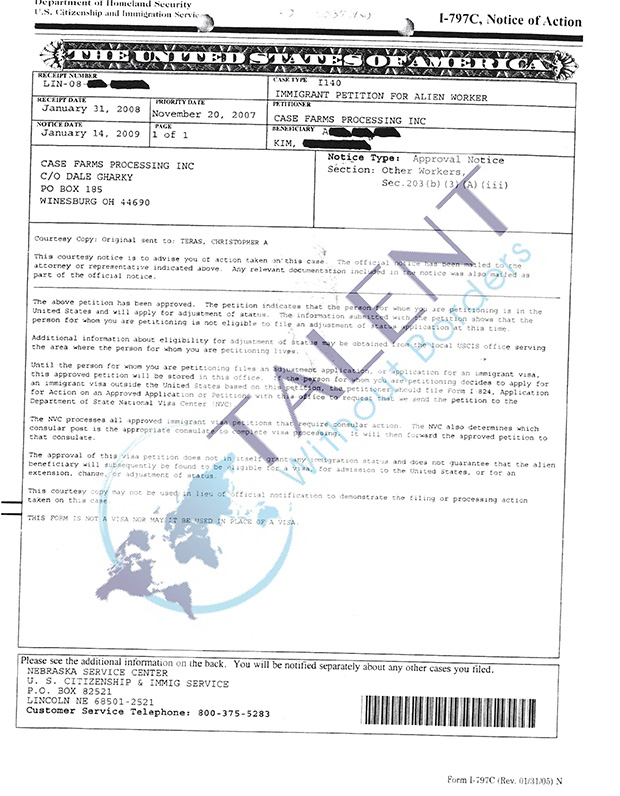 Department of Homeland Security
U.S. Citizenship and Immigration Servic
I-797C, Notice of Action
THE UNITED STATES OF AMERICA
RECEIPT NUMBER
LIN-08-
CASE TYPE I140
IMMIGRANT PETITION FOR ALIEN WORKER
RECEIPT DATE
January 31, 2008
PRIORITY DATE
November 20, 2007
PETITIONER
CASE FARMS PROCESSING INC
NOTICE DATE
January 14, 2009
PAGE
1 of 1
BENEFICIARY A
KIM,
CASE FARMS PROCESSING INC
C/O DALE GHARKY
PO BOX 185
WINESBURG OH 44690
Notice Type: Approval Notice
Section: Other Workers,
Sec.203(b)(3)(A)(iii)
Courtesy Copy: Original sent to: TERAS, CHRISTOPHER A
This courtesy notice is to advise you of action taken on this case. The official notice has been mailed to the
attorney or representative indicated above. Any relevant documentation included in the notice was also mailed as
part of the official notice.
The above petition has been approved. The petition indicates that the person for whom you are petitioning is in the
United States and will apply for adjustment of status. The information submitted with the petition shows that the
person for whom you are petitioning is not eligible to file an adjustment of status application at this time.
Additional information about eligibility for adjustment of status may be obtained from the local USCIS office serving
the area where the person for whom you are petitioning lives.
Until the person for whom you are petitioning files an adjustment application, or application for an immigrant visa,
this approved petition will be stored in this office. If the person for whom you are petitioning decides to apply for
an immigrant visa outside the United States based on this petition, the petitioner should file Form I-824, Application
for Action on an Approved Application or Petition with this office to request that we send the petition to the
Department of State National Visa Center (NVC).
The NVC processes all approved immigrant visa petitions that require consular action. The NVC also determines which
consular post is the appropriate consulate to complete visa processing. It will then forward the approved petition to
that consulate.
The approval of this visa petition does not in itself grant any immigration status and does not guarantee that the alien
beneficiary will subsequently be found to be eligible for a visa, for admission to the United States, or for an
extension, change, or adjustment of status.
This courtesy copy may not be used in lieu of official notification to demonstrate the filing or processing action
taken on this case.
THIS FORM IS NOT A VISA NOR MAY IT BE USED IN PLACE OF A VISA.
TALENT
Without borders
Please see the additional information on the back. You will be notified separately about any other cases you filed.
NEBRASKA SERVICE CENTER
U. S. CITIZENSHIP & IMMIG SERVICE
P.O. BOX 82521
LINCOLN NE 68501-2521
Customer Service Telephone: 800-375-5283
Form I-797C (Rev. 01/31/05) N